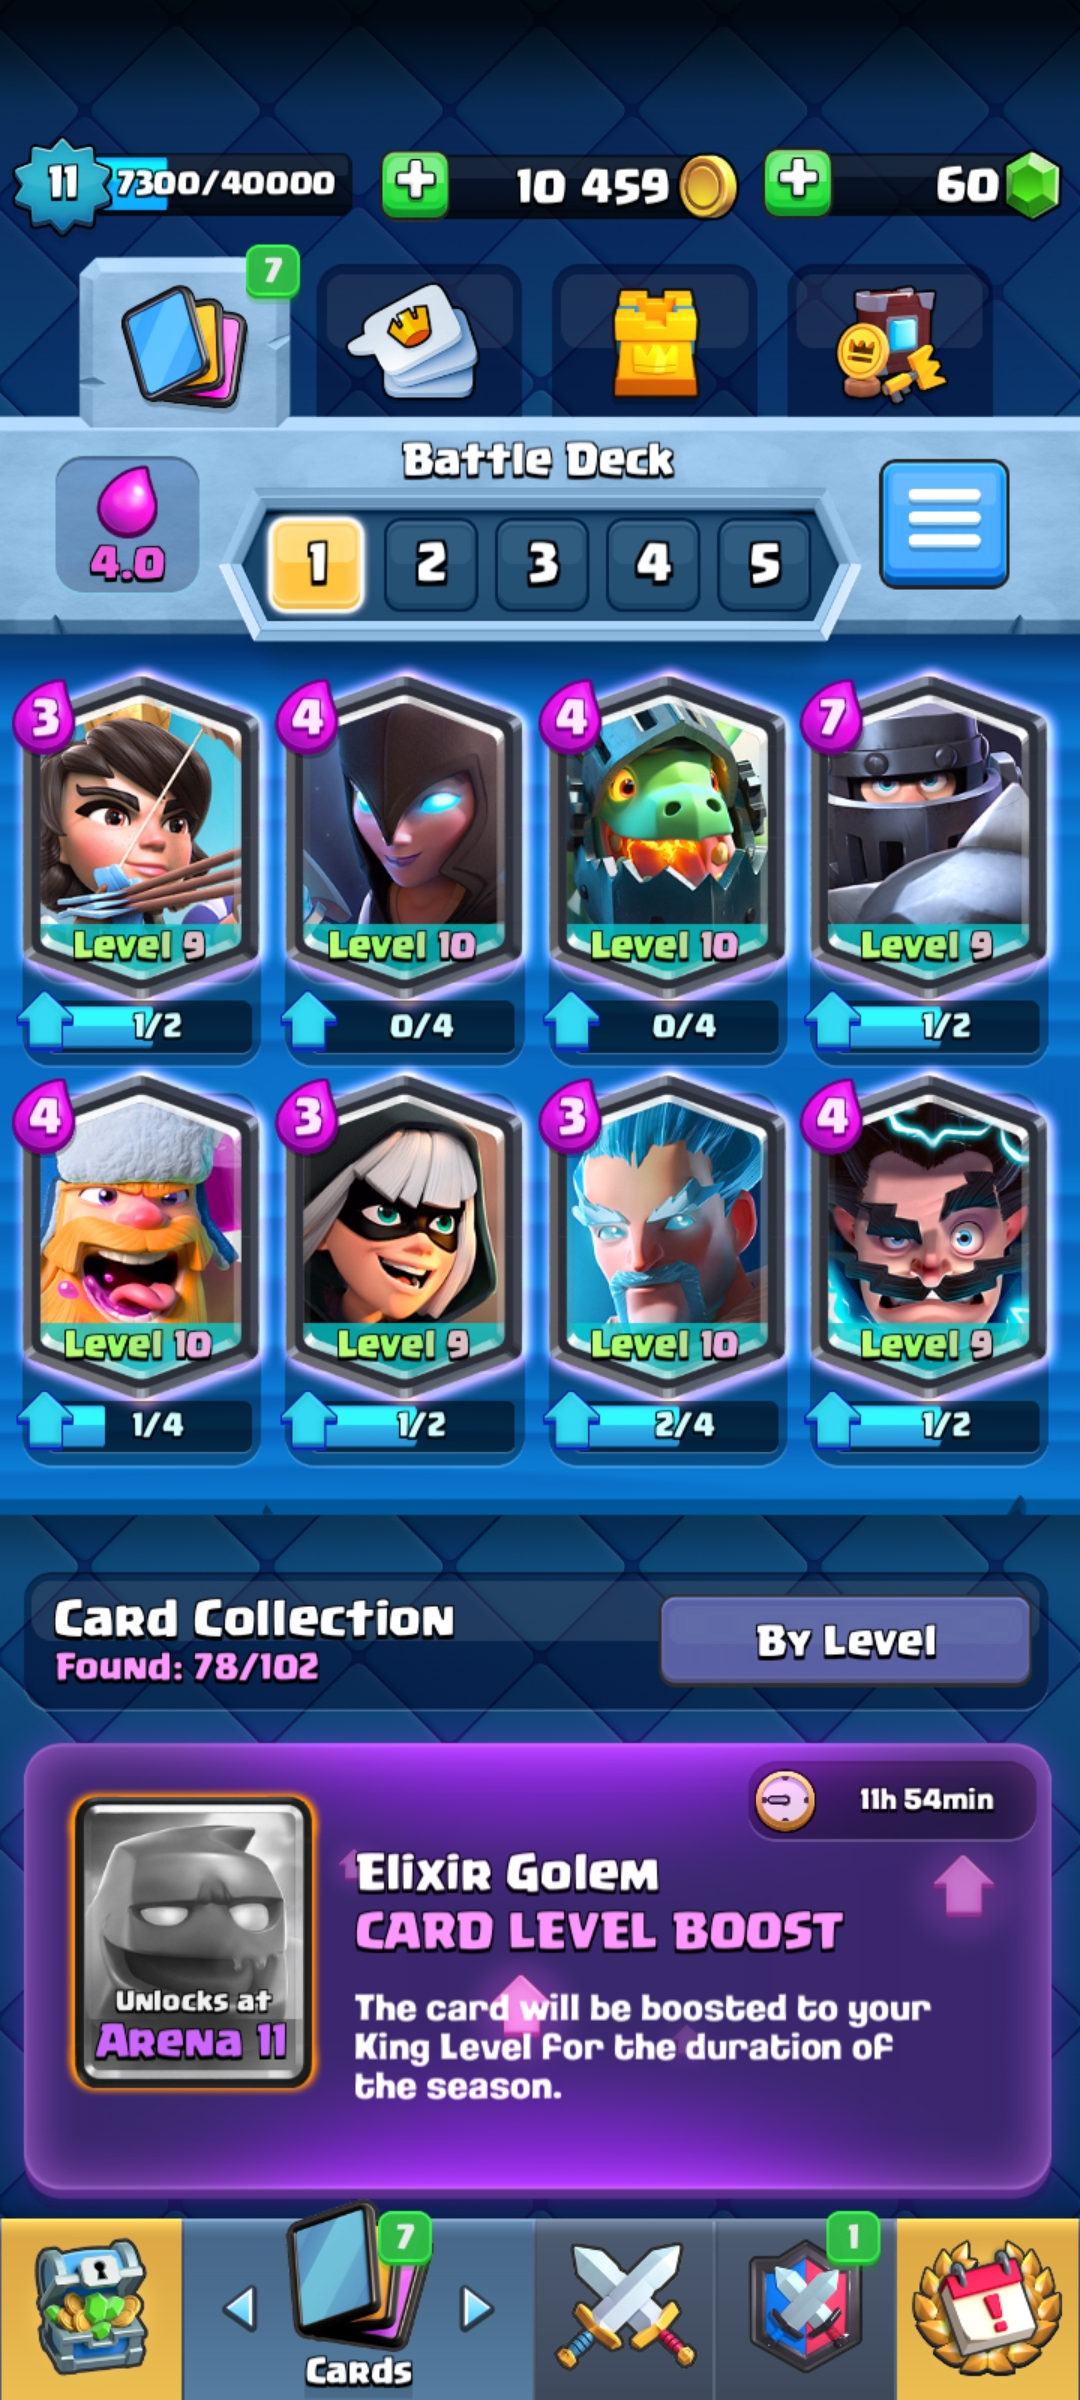 11
7300/40000
10 459
60
7
Battle Deck
4.0
1
2
3
4
5
3
4
4
7
Level 9
Level 10
Level 10
Level 9
1/2
0/4
0/4
1/2
4
3
3
4
Level 10
Level 9
Level 10
Level 9
1/4
1/2
2/4
1/2
Card Collection
Found: 78/102
By Level
11h 54min
Elixir Golem
CARD LEVEL BOOST
Unlocks at
Arena 11
The card will be boosted to your
King Level for the duration of
the season.
7
1
Cards